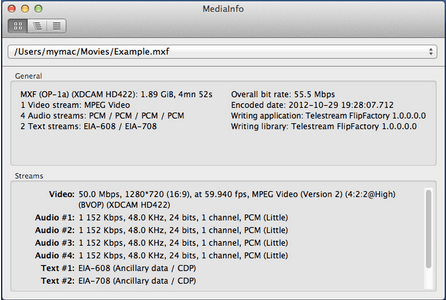 MediaInfo
/Users/mymac/Movies/Example.mxf
General
MXF (OP-1a) (XDCAM HD422): 1.89 GiB, 4mn 52s
1 Video stream: MPEG Video
4 Audio streams: PCM / PCM / PCM / PCM
2 Text streams: EIA-608 / EIA-708
Overall bit rate: 55.5 Mbps
Encoded date: 2012-10-29 19:28:07.712
Writing application: Telestream FlipFactory 1.0.0.0.0
Writing library: Telestream FlipFactory 1.0.0.0.0
Streams
Video: 50.0 Mbps, 1280*720 (16:9), at 59.940 fps, MPEG Video (Version 2) (4:2:2@High)
(BVOP) (XDCAM HD422)
Audio #1: 1 152 Kbps, 48.0 KHz, 24 bits, 1 channel, PCM (Little)
Audio #2: 1 152 Kbps, 48.0 KHz, 24 bits, 1 channel, PCM (Little)
Audio #3: 1 152 Kbps, 48.0 KHz, 24 bits, 1 channel, PCM (Little)
Audio #4: 1 152 Kbps, 48.0 KHz, 24 bits, 1 channel, PCM (Little)
Text #1: EIA-608 (Ancillary data / CDP)
Text #2: EIA-708 (Ancillary data / CDP)